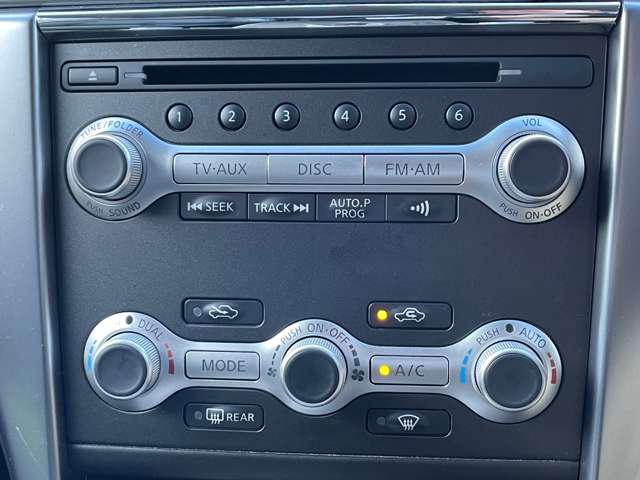 1 2 3 4 5 6
TUNE/FOLDER
VOL
TV·AUX DISC FM·AM
PUSH SOUND
PUSH ON·OFF
SEEK TRACK AUTO.P
PROG
DUAL
PUSH ON·OFF
PUSH AUTO
MODE
A/C
REAR